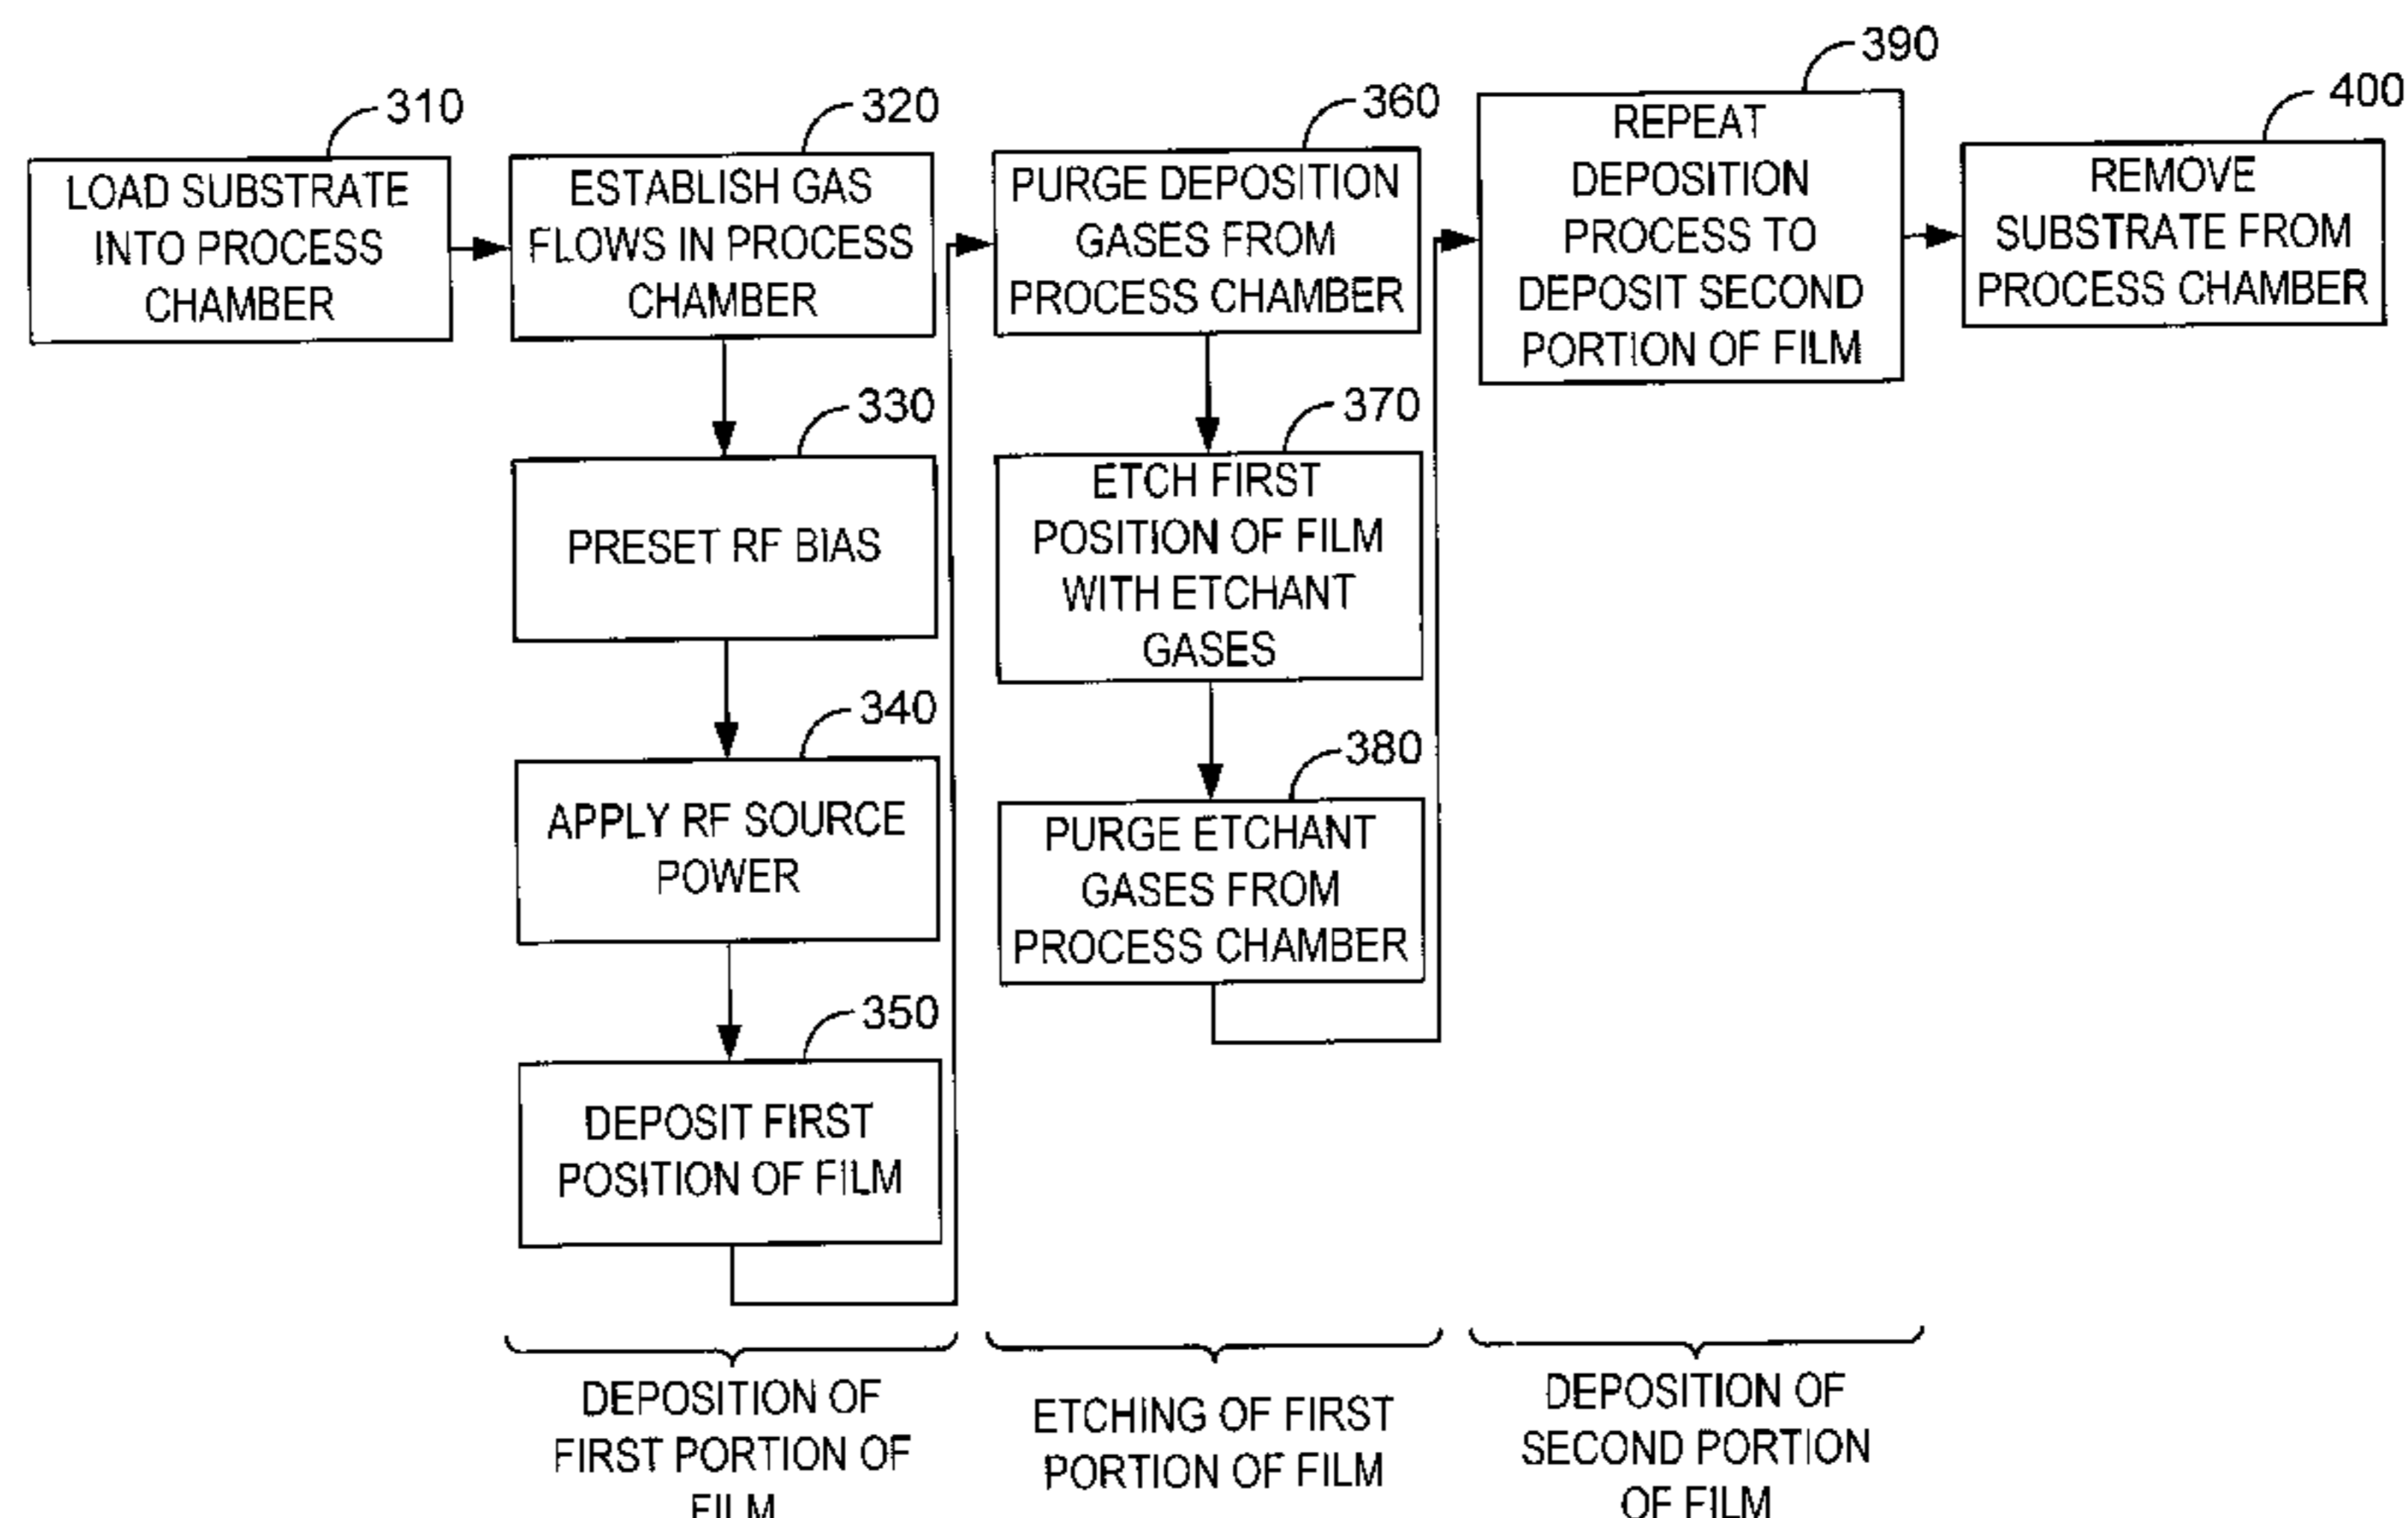 310
LOAD SUBSTRATE
INTO PROCESS
CHAMBER
320
ESTABLISH GAS
FLOWS IN PROCESS
CHAMBER
330
PRESET RF BIAS
340
APPLY RF SOURCE
POWER
350
DEPOSIT FIRST
POSITION OF FILM
DEPOSITION OF
FIRST PORTION OF
FILM
360
PURGE DEPOSITION
GASES FROM
PROCESS CHAMBER
370
ETCH FIRST
POSITION OF FILM
WITH ETCHANT
GASES
380
PURGE ETCHANT
GASES FROM
PROCESS CHAMBER
ETCHING OF FIRST
PORTION OF FILM
390
REPEAT
DEPOSITION
PROCESS TO
DEPOSIT SECOND
PORTION OF FILM
DEPOSITION OF
SECOND PORTION
OF FILM
400
REMOVE
SUBSTRATE FROM
PROCESS CHAMBER